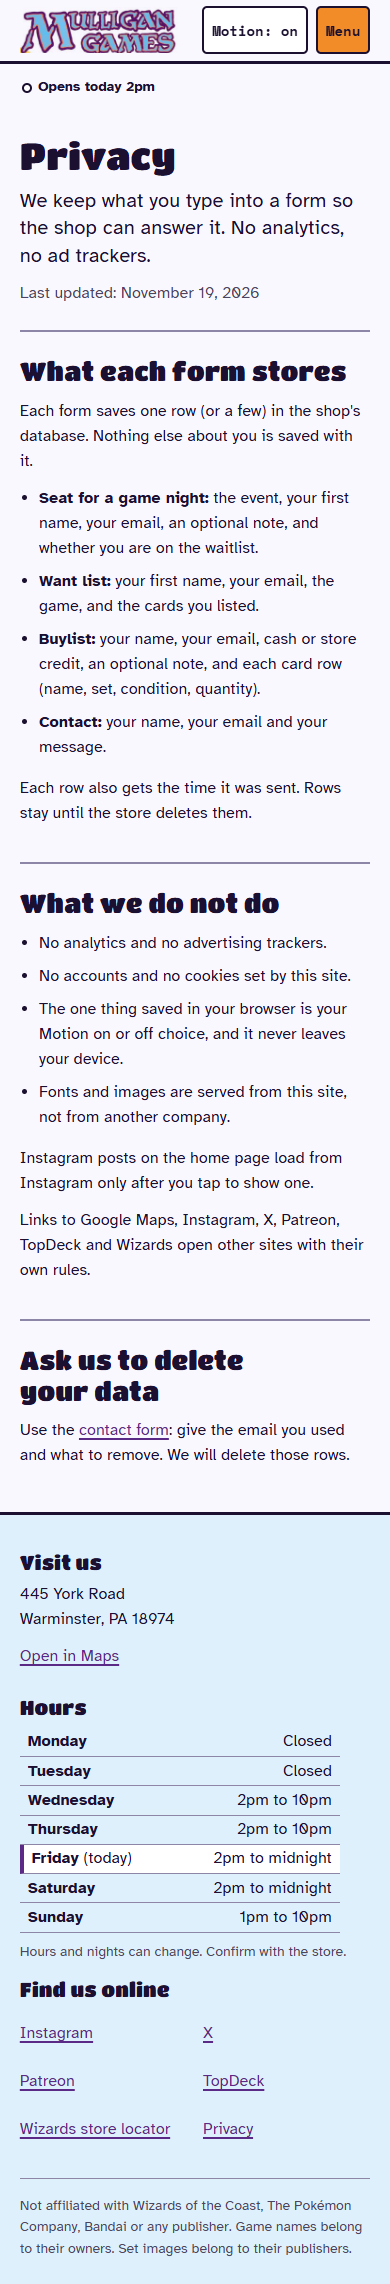 MULLIGAN
GAMES
Motion: on
Menu
Opens today 2pm
Privacy
We keep what you type into a form so
the shop can answer it. No analytics,
no ad trackers.
Last updated: November 19, 2026
What each form stores
Each form saves one row (or a few) in the shop's
database. Nothing else about you is saved with
it.
• Seat for a game night: the event, your first
name, your email, an optional note, and
whether you are on the waitlist.
• Want list: your first name, your email, the
game, and the cards you listed.
• Buylist: your name, your email, cash or store
credit, an optional note, and each card row
(name, set, condition, quantity).
• Contact: your name, your email and your
message.
Each row also gets the time it was sent. Rows
stay until the store deletes them.
What we do not do
• No analytics and no advertising trackers.
• No accounts and no cookies set by this site.
• The one thing saved in your browser is your
Motion on or off choice, and it never leaves
your device.
• Fonts and images are served from this site,
not from another company.
Instagram posts on the home page load from
Instagram only after you tap to show one.
Links to Google Maps, Instagram, X, Patreon,
TopDeck and Wizards open other sites with their
own rules.
Ask us to delete
your data
Use the contact form: give the email you used
and what to remove. We will delete those rows.
Visit us
445 York Road
Warminster, PA 18974
Open in Maps
Hours
Monday Closed
Tuesday Closed
Wednesday 2pm to 10pm
Thursday 2pm to 10pm
Friday (today) 2pm to midnight
Saturday 2pm to midnight
Sunday 1pm to 10pm
Hours and nights can change. Confirm with the store.
Find us online
Instagram X
Patreon TopDeck
Wizards store locator Privacy
Not affiliated with Wizards of the Coast, The Pokémon
Company, Bandai or any publisher. Game names belong
to their owners. Set images belong to their publishers.